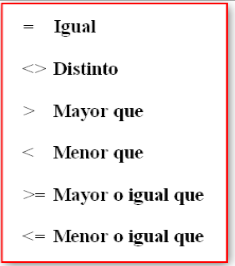 = Igual
<> Distinto
> Mayor que
< Menor que
>= Mayor o igual que
<= Menor o igual que